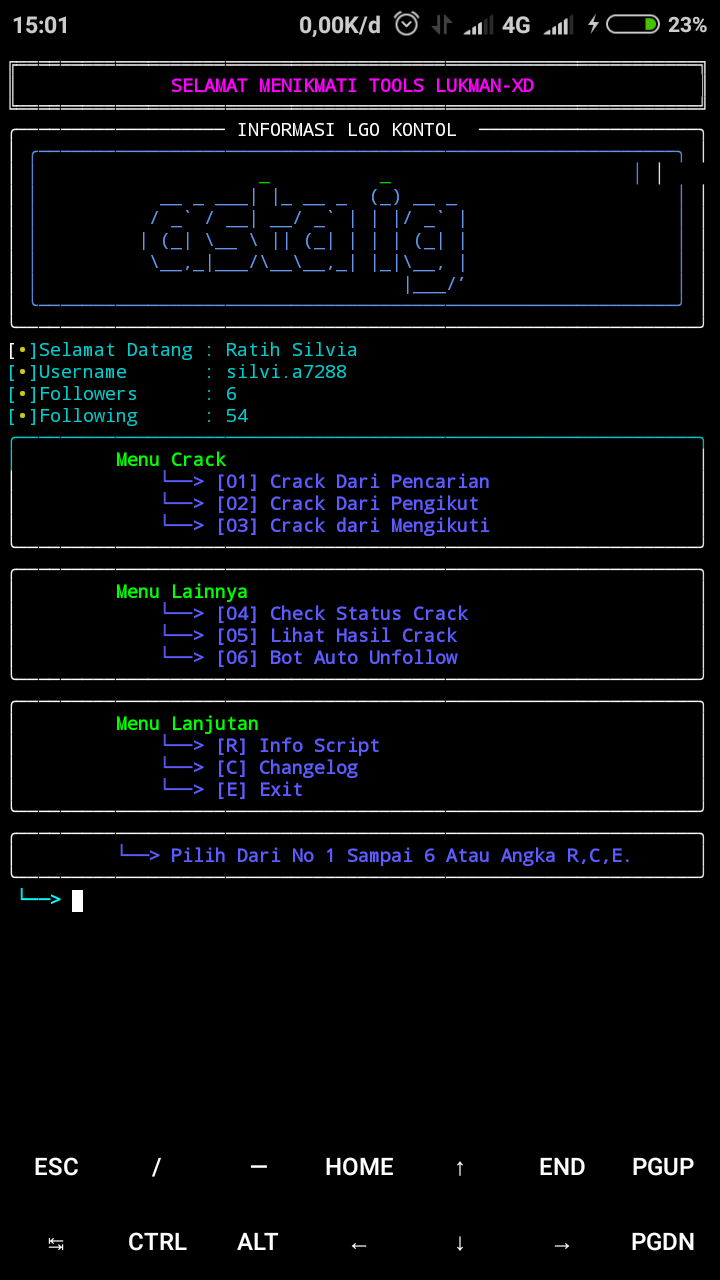 15:01 0,00K/d 4G 23%
SELAMAT MENIKMATI TOOLS LUKMAN-XD
INFORMASI LGO KONTOL
astaig
[•]Selamat Datang : Ratih Silvia
[•]Username : silvi.a7288
[•]Followers : 6
[•]Following : 54
Menu Crack
└──> [01] Crack Dari Pencarian
└──> [02] Crack Dari Pengikut
└──> [03] Crack dari Mengikuti
Menu Lainnya
└──> [04] Check Status Crack
└──> [05] Lihat Hasil Crack
└──> [06] Bot Auto Unfollow
Menu Lanjutan
└──> [R] Info Script
└──> [C] Changelog
└──> [E] Exit
└──> Pilih Dari No 1 Sampai 6 Atau Angka R,C,E.
└──>
ESC / — HOME ↑ END PGUP
↹ CTRL ALT ← ↓ → PGDN